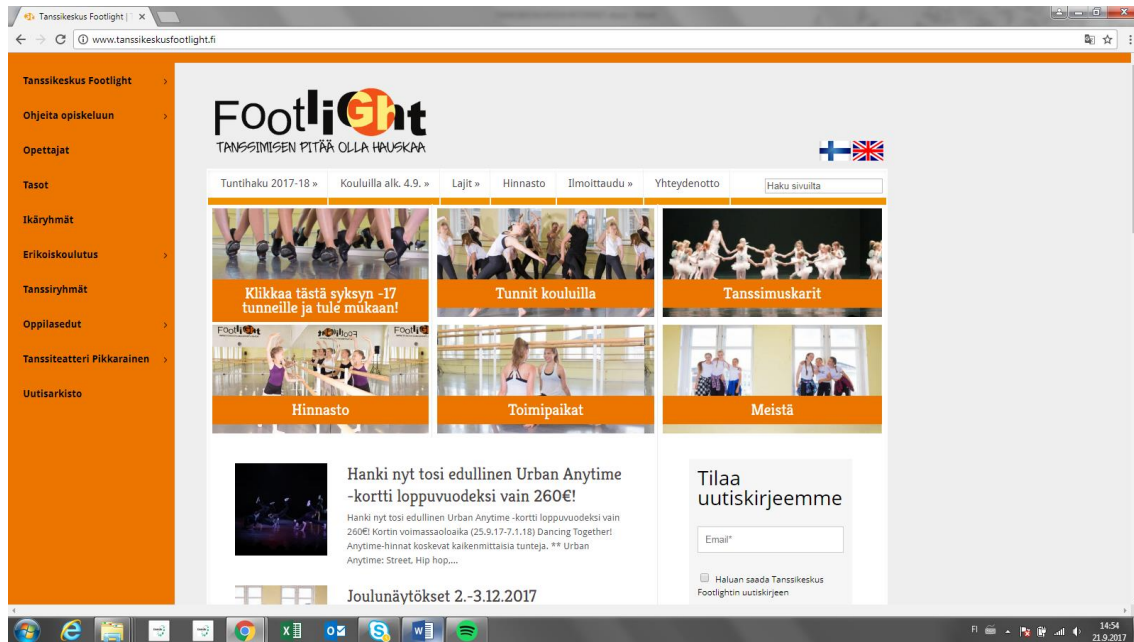 Tanssikeskus Footlight | T
www.tanssikeskusfootlight.fi
Tanssikeskus Footlight
Ohjeita opiskeluun
Opettajat
Tasot
Ikäryhmät
Erikoiskoulutus
Tanssiryhmät
Oppilasedut
Tanssiteatteri Pikkarainen
Uutisarkisto
FOOtliGht
TANSSIMISEN PITÄÄ OLLA HAUSKAA
Tuntihaku 2017-18 » Kouluilla alk. 4.9. » Lajit » Hinnasto Ilmoittaudu » Yhteydenotto Haku sivuilta
Klikkaa tästä syksyn -17
tunneille ja tule mukaan!
Tunnit kouluilla
Tanssimuskarit
Hinnasto
Toimipaikat
Meistä
Hanki nyt tosi edullinen Urban Anytime
-kortti loppuvuodeksi vain 260€!
Hanki nyt tosi edullinen Urban Anytime -kortti loppuvuodeksi vain
260€! Kortin voimassaoloaika (25.9.17-7.1.18) Dancing Together!
Anytime-hinnat koskevat kaikenmittaisia tunteja. ** Urban
Anytime: Street, Hip hop,....
Joulunäytökset 2.-3.12.2017
Tilaa
uutiskirjeemme
Email*
Haluan saada Tanssikeskus
Footlightin uutiskirjeen
FI
14:54
21.9.2017